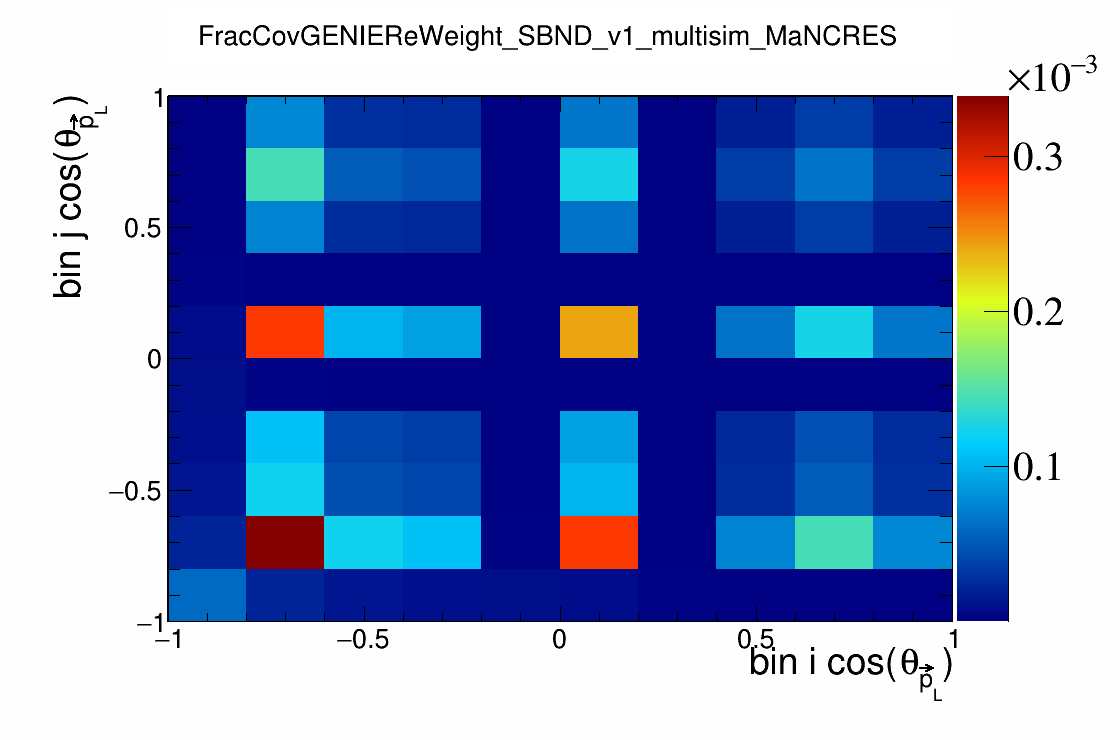 FracCovGENIEReWeight_SBND_v1_multisim_MaNCRES
×10⁻³
bin j cos(θ_p⃗_L)
1
0.5
0
−0.5
−1
0.3
0.2
0.1
−1 −0.5 0 0.5 1
bin i cos(θ_p⃗_L)